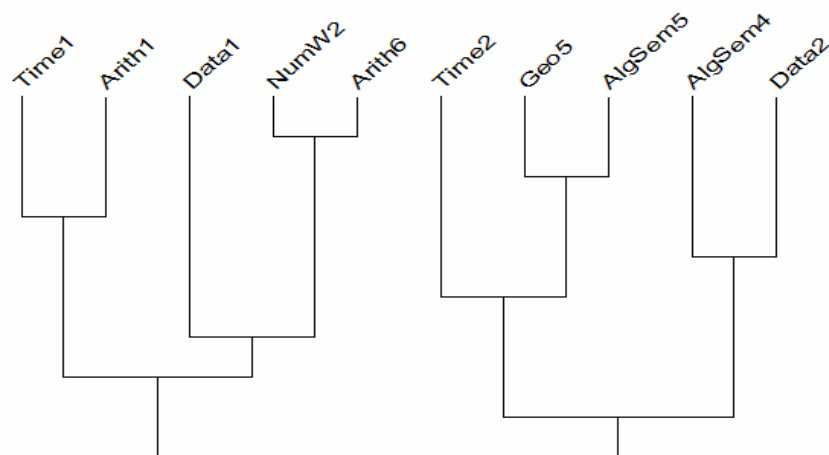 Time1
Arith1
Data1
NumW2
Arith6
Time2
Geo5
AlgSem5
AlgSem4
Data2